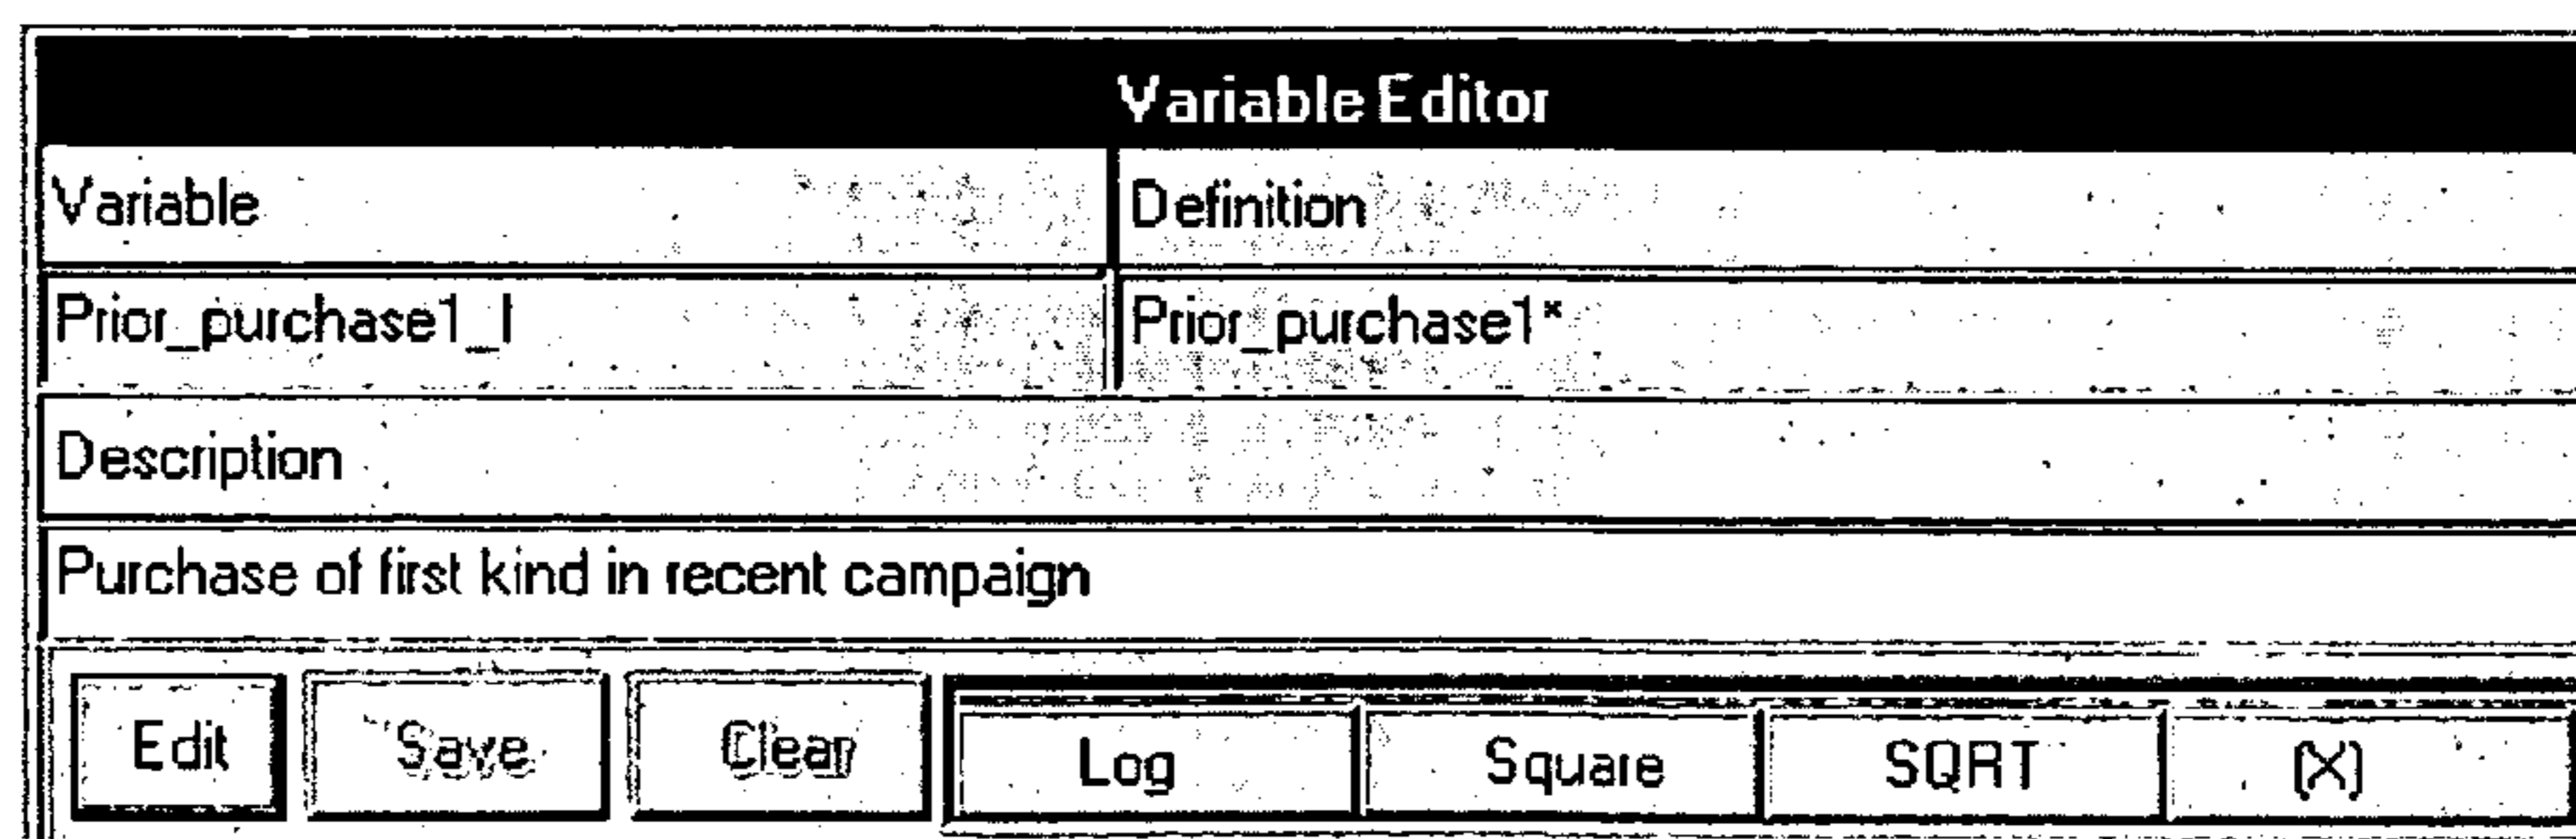 Variable Editor
Variable Definition
Prior_purchase1_I Prior_purchase1*
Description
Purchase of first kind in recent campaign
Edit Save Clear Log Square SQRT (X)